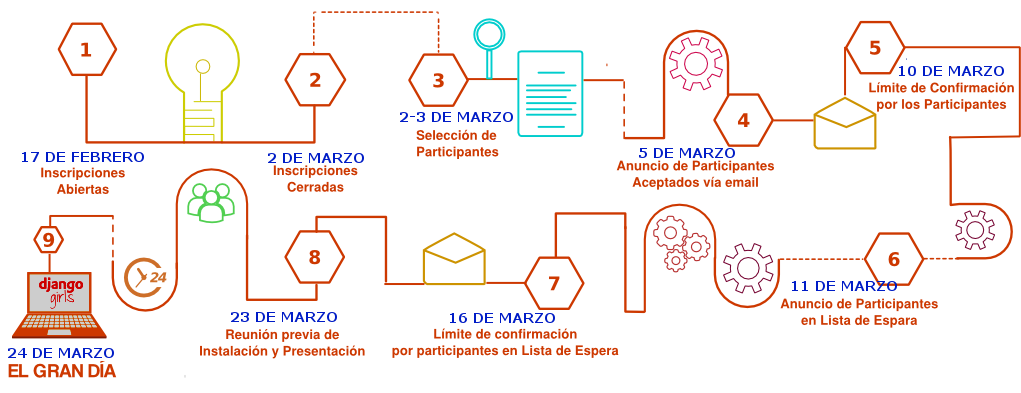 1
17 DE FEBRERO
Inscripciones
Abiertas
2
2 DE MARZO
Inscripciones
Cerradas
3
2-3 DE MARZO
Selección de
Participantes
4
5 DE MARZO
Anuncio de Participantes
Aceptados vía email
5
10 DE MARZO
Límite de Confirmación
por los Participantes
6
11 DE MARZO
Anuncio de Participantes
en Lista de Espara
7
16 DE MARZO
Límite de confirmación
por participantes en Lista de Espera
8
23 DE MARZO
Reunión previa de
Instalación y Presentación
24
9
django
girls
24 DE MARZO
EL GRAN DÍA